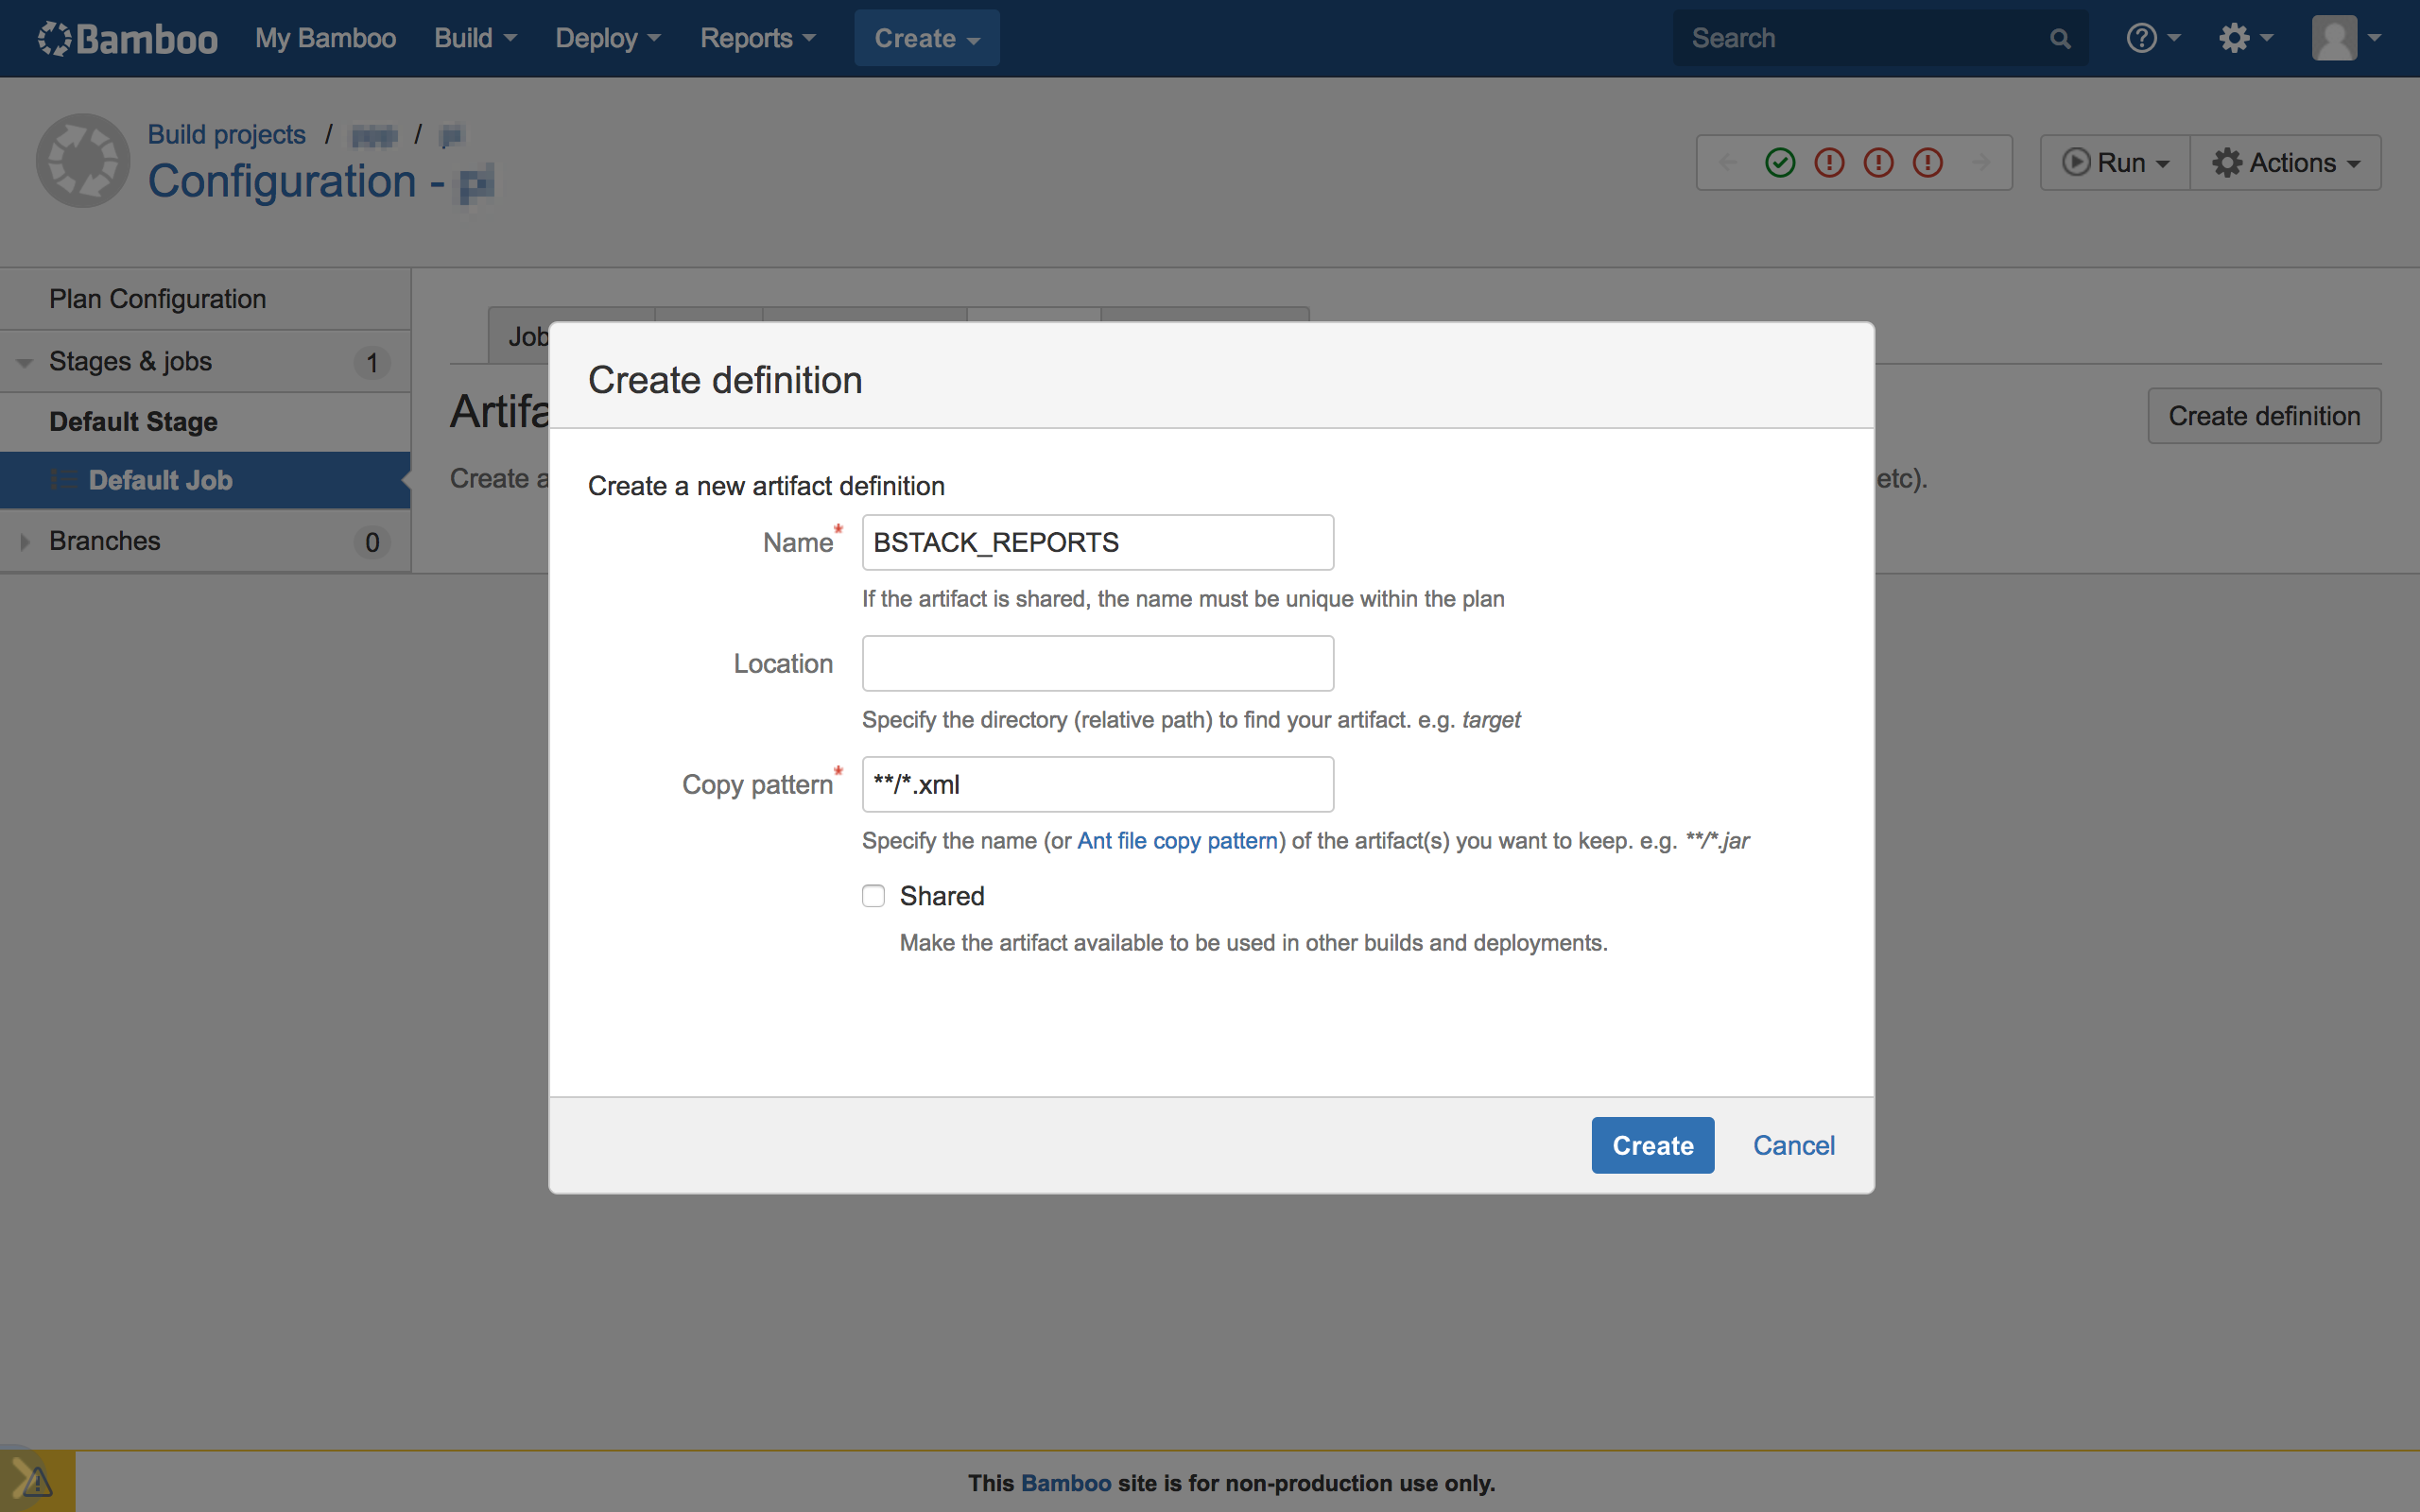 Bamboo My Bamboo Build Deploy Reports Create Search
Build projects / /
Configuration -
Run Actions
Plan Configuration
Stages & jobs 1
Default Stage
Default Job
Branches 0
Job
Create definition
Create definition
Create a etc).
Create a new artifact definition
Name* BSTACK_REPORTS
If the artifact is shared, the name must be unique within the plan
Location
Specify the directory (relative path) to find your artifact. e.g. target
Copy pattern* **/*.xml
Specify the name (or Ant file copy pattern) of the artifact(s) you want to keep. e.g. **/*.jar
Shared
Make the artifact available to be used in other builds and deployments.
Create Cancel
This Bamboo site is for non-production use only.